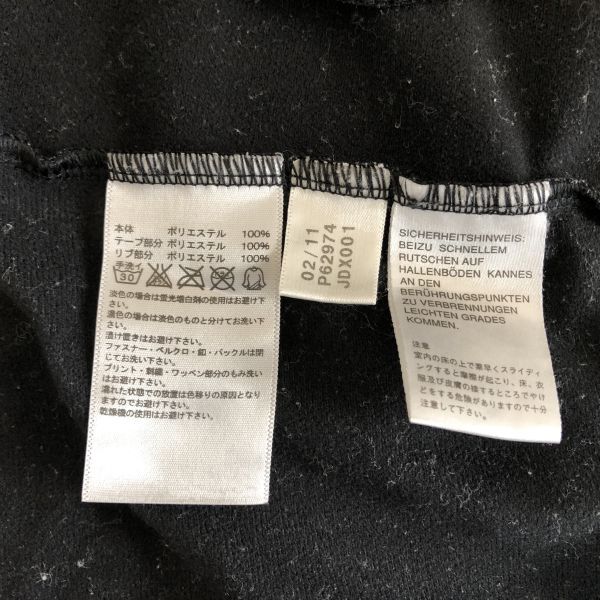 本体 ポリエステル 100%
テープ部分 ポリエステル 100%
リブ部分 ポリエステル 100%
手洗イ
30
淡色の場合は蛍光増白剤の使用はお避け下
さい。
濃色の場合は淡色のものと分けてお洗い下
さい。
漬け置きはお避け下さい。
ファスナー・ベルクロ・釦・バックルは閉
じてお洗い下さい。
プリント・刺繍・ワッペン部分のもみ洗い
はお避け下さい。
濡れた状態での放置は色移りの原因となり
ますのでお避け下さい。
乾燥機の使用はお避け下さい。
02/11
P62974
JDX001
SICHERHEITSHINWEIS:
BEIZU SCHNELLEM
RUTSCHEN AUF
HALLENBÖDEN KANNES
AN DEN
BERÜHRUNGSPUNKTEN
ZU VERBRENNUNGEN
LEICHTEN GRADES
KOMMEN.
注意
室内の床の上で素早くスライディ
ングすると摩擦が起こり、床、衣
服及び皮膚の擦するところでやけ
どをする危険がありますので十分
注意して下さい。